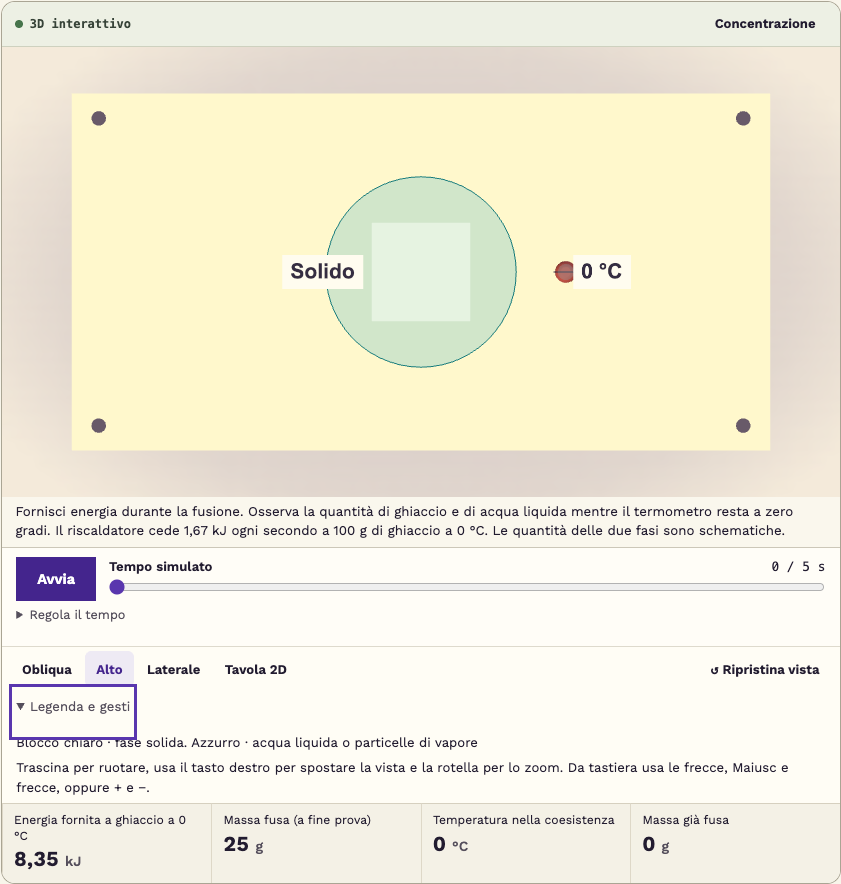 3D interattivo
Concentrazione
Solido
0 °C
Fornisci energia durante la fusione. Osserva la quantità di ghiaccio e di acqua liquida mentre il termometro resta a zero
gradi. Il riscaldatore cede 1,67 kJ ogni secondo a 100 g di ghiaccio a 0 °C. Le quantità delle due fasi sono schematiche.
Avvia
Tempo simulato
0 / 5 s
▶ Regola il tempo
Obliqua
Alto
Laterale
Tavola 2D
↺ Ripristina vista
▼ Legenda e gesti
Blocco chiaro · fase solida. Azzurro · acqua liquida o particelle di vapore
Trascina per ruotare, usa il tasto destro per spostare la vista e la rotella per lo zoom. Da tastiera usa le frecce, Maiusc e
frecce, oppure + e −.
Energia fornita a ghiaccio a 0
°C
8,35 kJ
Massa fusa (a fine prova)
25 g
Temperatura nella coesistenza
0 °C
Massa già fusa
0 g